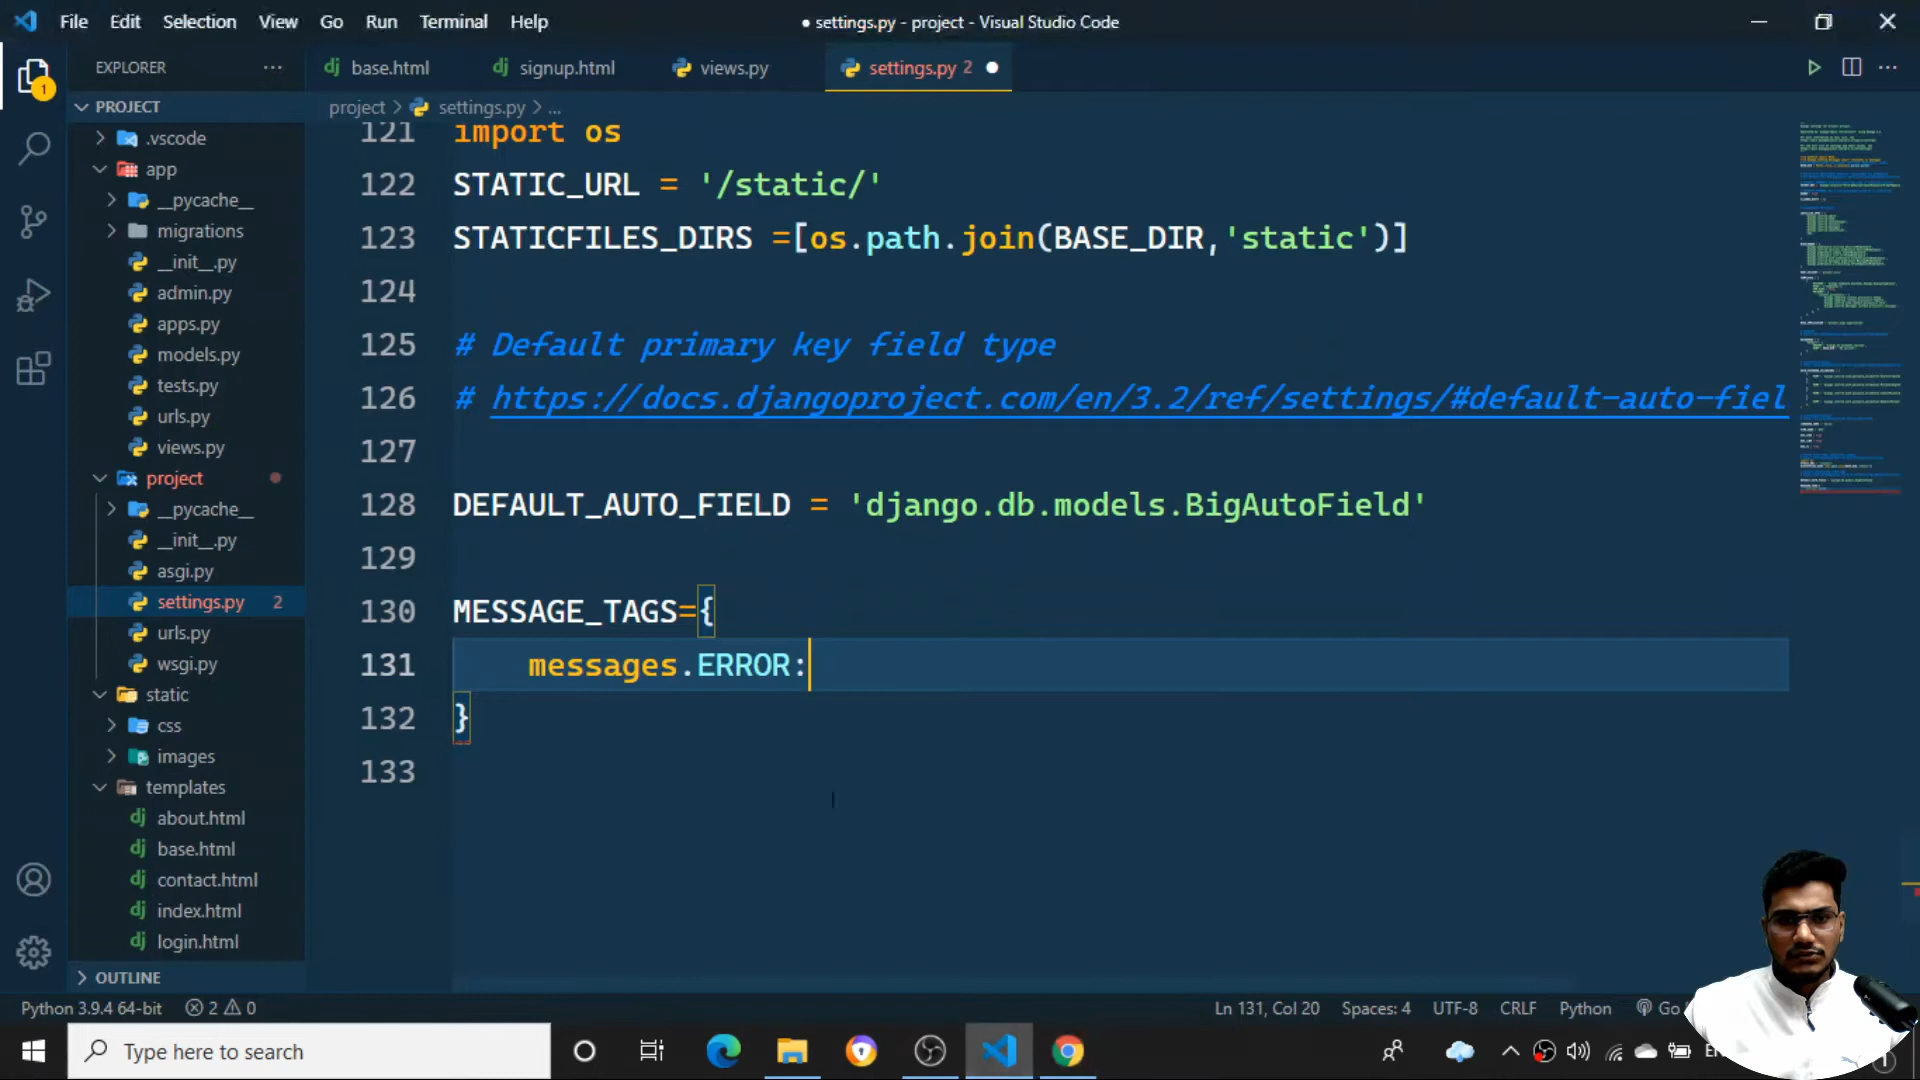 File Edit Selection View Go Run Terminal Help
● settings.py - project - Visual Studio Code
EXPLORER ···
base.html
signup.html
views.py
settings.py 2 ●
PROJECT
project > settings.py > ...
.vscode
app
__pycache__
migrations
__init__.py
admin.py
apps.py
models.py
tests.py
urls.py
views.py
project
__pycache__
__init__.py
asgi.py
settings.py 2
urls.py
wsgi.py
static
css
images
templates
about.html
base.html
contact.html
index.html
login.html
OUTLINE
1
121 import os
122 STATIC_URL = '/static/'
123 STATICFILES_DIRS =[os.path.join(BASE_DIR,'static')]
124
125 # Default primary key field type
126 # https://docs.djangoproject.com/en/3.2/ref/settings/#default-auto-fiel
127
128 DEFAULT_AUTO_FIELD = 'django.db.models.BigAutoField'
129
130 MESSAGE_TAGS={
131 messages.ERROR:
132 }
133
Python 3.9.4 64-bit 2 0
Ln 131, Col 20 Spaces: 4 UTF-8 CRLF Python Go
Type here to search